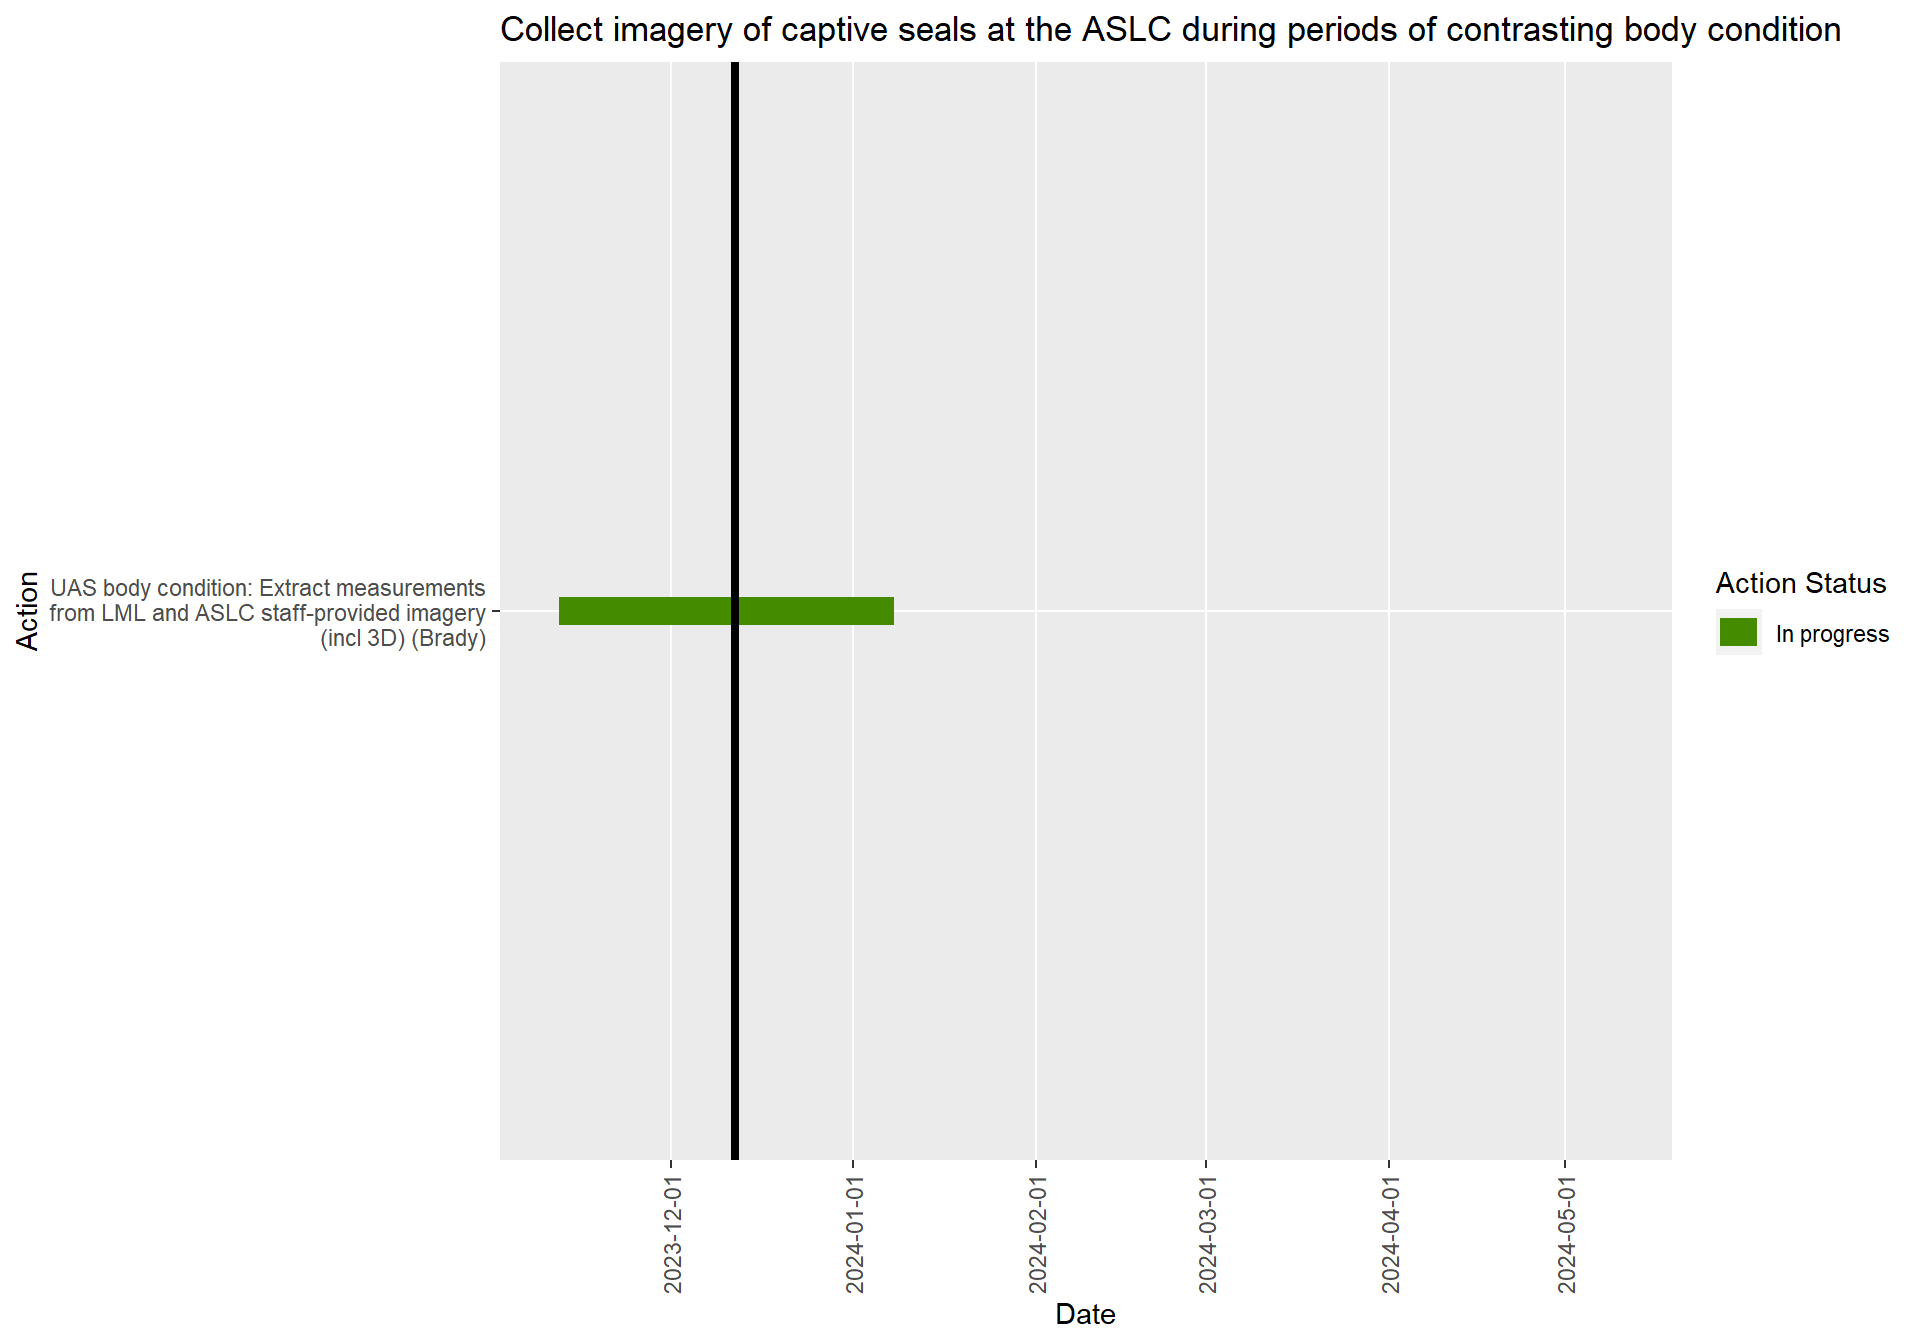 Collect imagery of captive seals at the ASLC during periods of contrasting body condition
Action
UAS body condition: Extract measurements
from LML and ASLC staff-provided imagery
(incl 3D) (Brady)
Action Status
In progress
2023-12-01
2024-01-01
2024-02-01
2024-03-01
2024-04-01
2024-05-01
Date